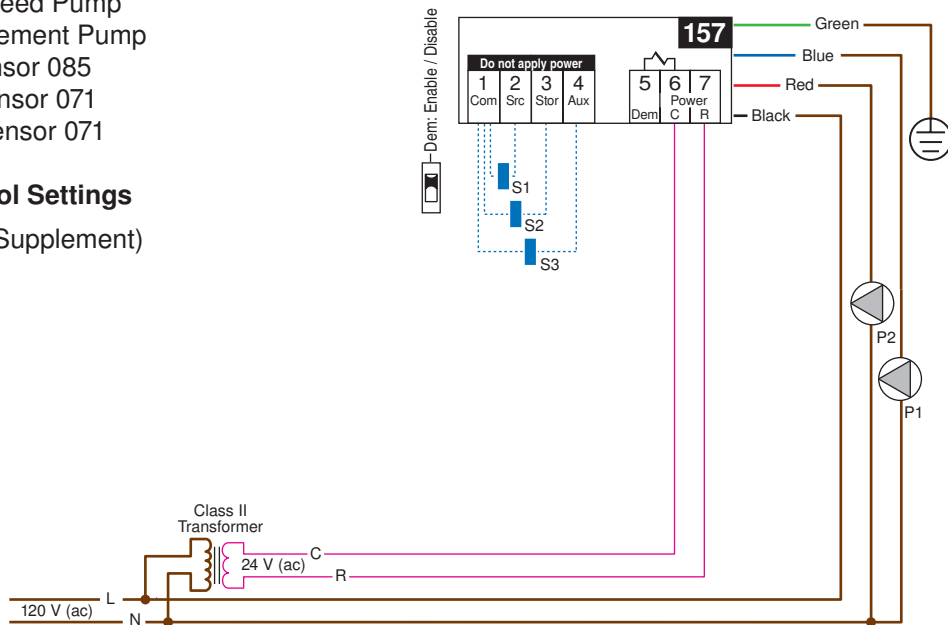 eed Pump
ement Pump
nsor 085
ensor 071
ensor 071
ol Settings
Supplement)
Dem: Enable / Disable
157
Do not apply power
1 2 3 4
Com Src Stor Aux
5 6 7
Power
Dem C R
Green
Blue
Red
Black
S1
S2
S3
P2
P1
Class II
Transformer
C
24 V (ac)
R
L
120 V (ac)
N